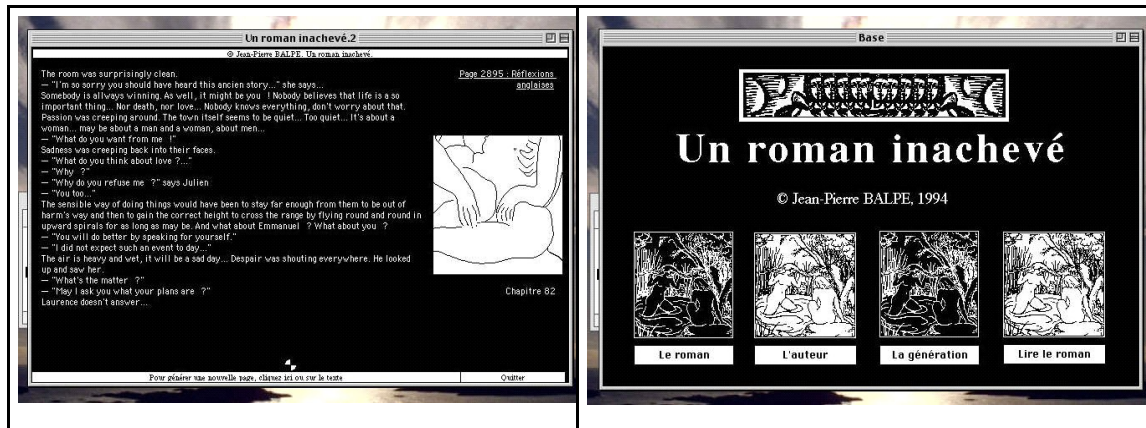 Un roman inachevé.2
© Jean-Pierre BALPE. Un roman inachevé.
The room was surprisingly clean.
— "I'm so sorry you should have heard this ancien story..." she says...
Somebody is allways winning. As well, it might be you ! Nobody believes that life is a so
important thing... Nor death, nor love... Nobody knows everything, don't worry about that.
Passion was creeping around. The town itself seems to be quiet... Too quiet... It's about a
woman... may be about a man and a woman, about men...
— "What do you want from me !"
Sadness was creeping back into their faces.
— "What do you think about love ?..."
— "Why ?"
— "Why do you refuse me ?" says Julien
— "You too..."
The sensible way of doing things would have been to stay far enough from them to be out of
harm's way and then to gain the correct height to cross the range by flying round and round in
upward spirals for as long as may be. And what about Emmanuel ? What about you ?
— "You will do better by speaking for yourself."
— "I did not expect such an event to day..."
The air is heavy and wet, it will be a sad day... Despair was shouting everywhere. He looked
up and saw her.
— "What's the matter ?"
— "May I ask you what your plans are ?"
Laurence doesn't answer...
Page 2895 : Réflexions
anglaises
Chapitre 82
Pour générer une nouvelle page, cliquez ici ou sur le texte
Quitter
Base
Un roman inachevé
© Jean-Pierre BALPE, 1994
Le roman
L'auteur
La génération
Lire le roman